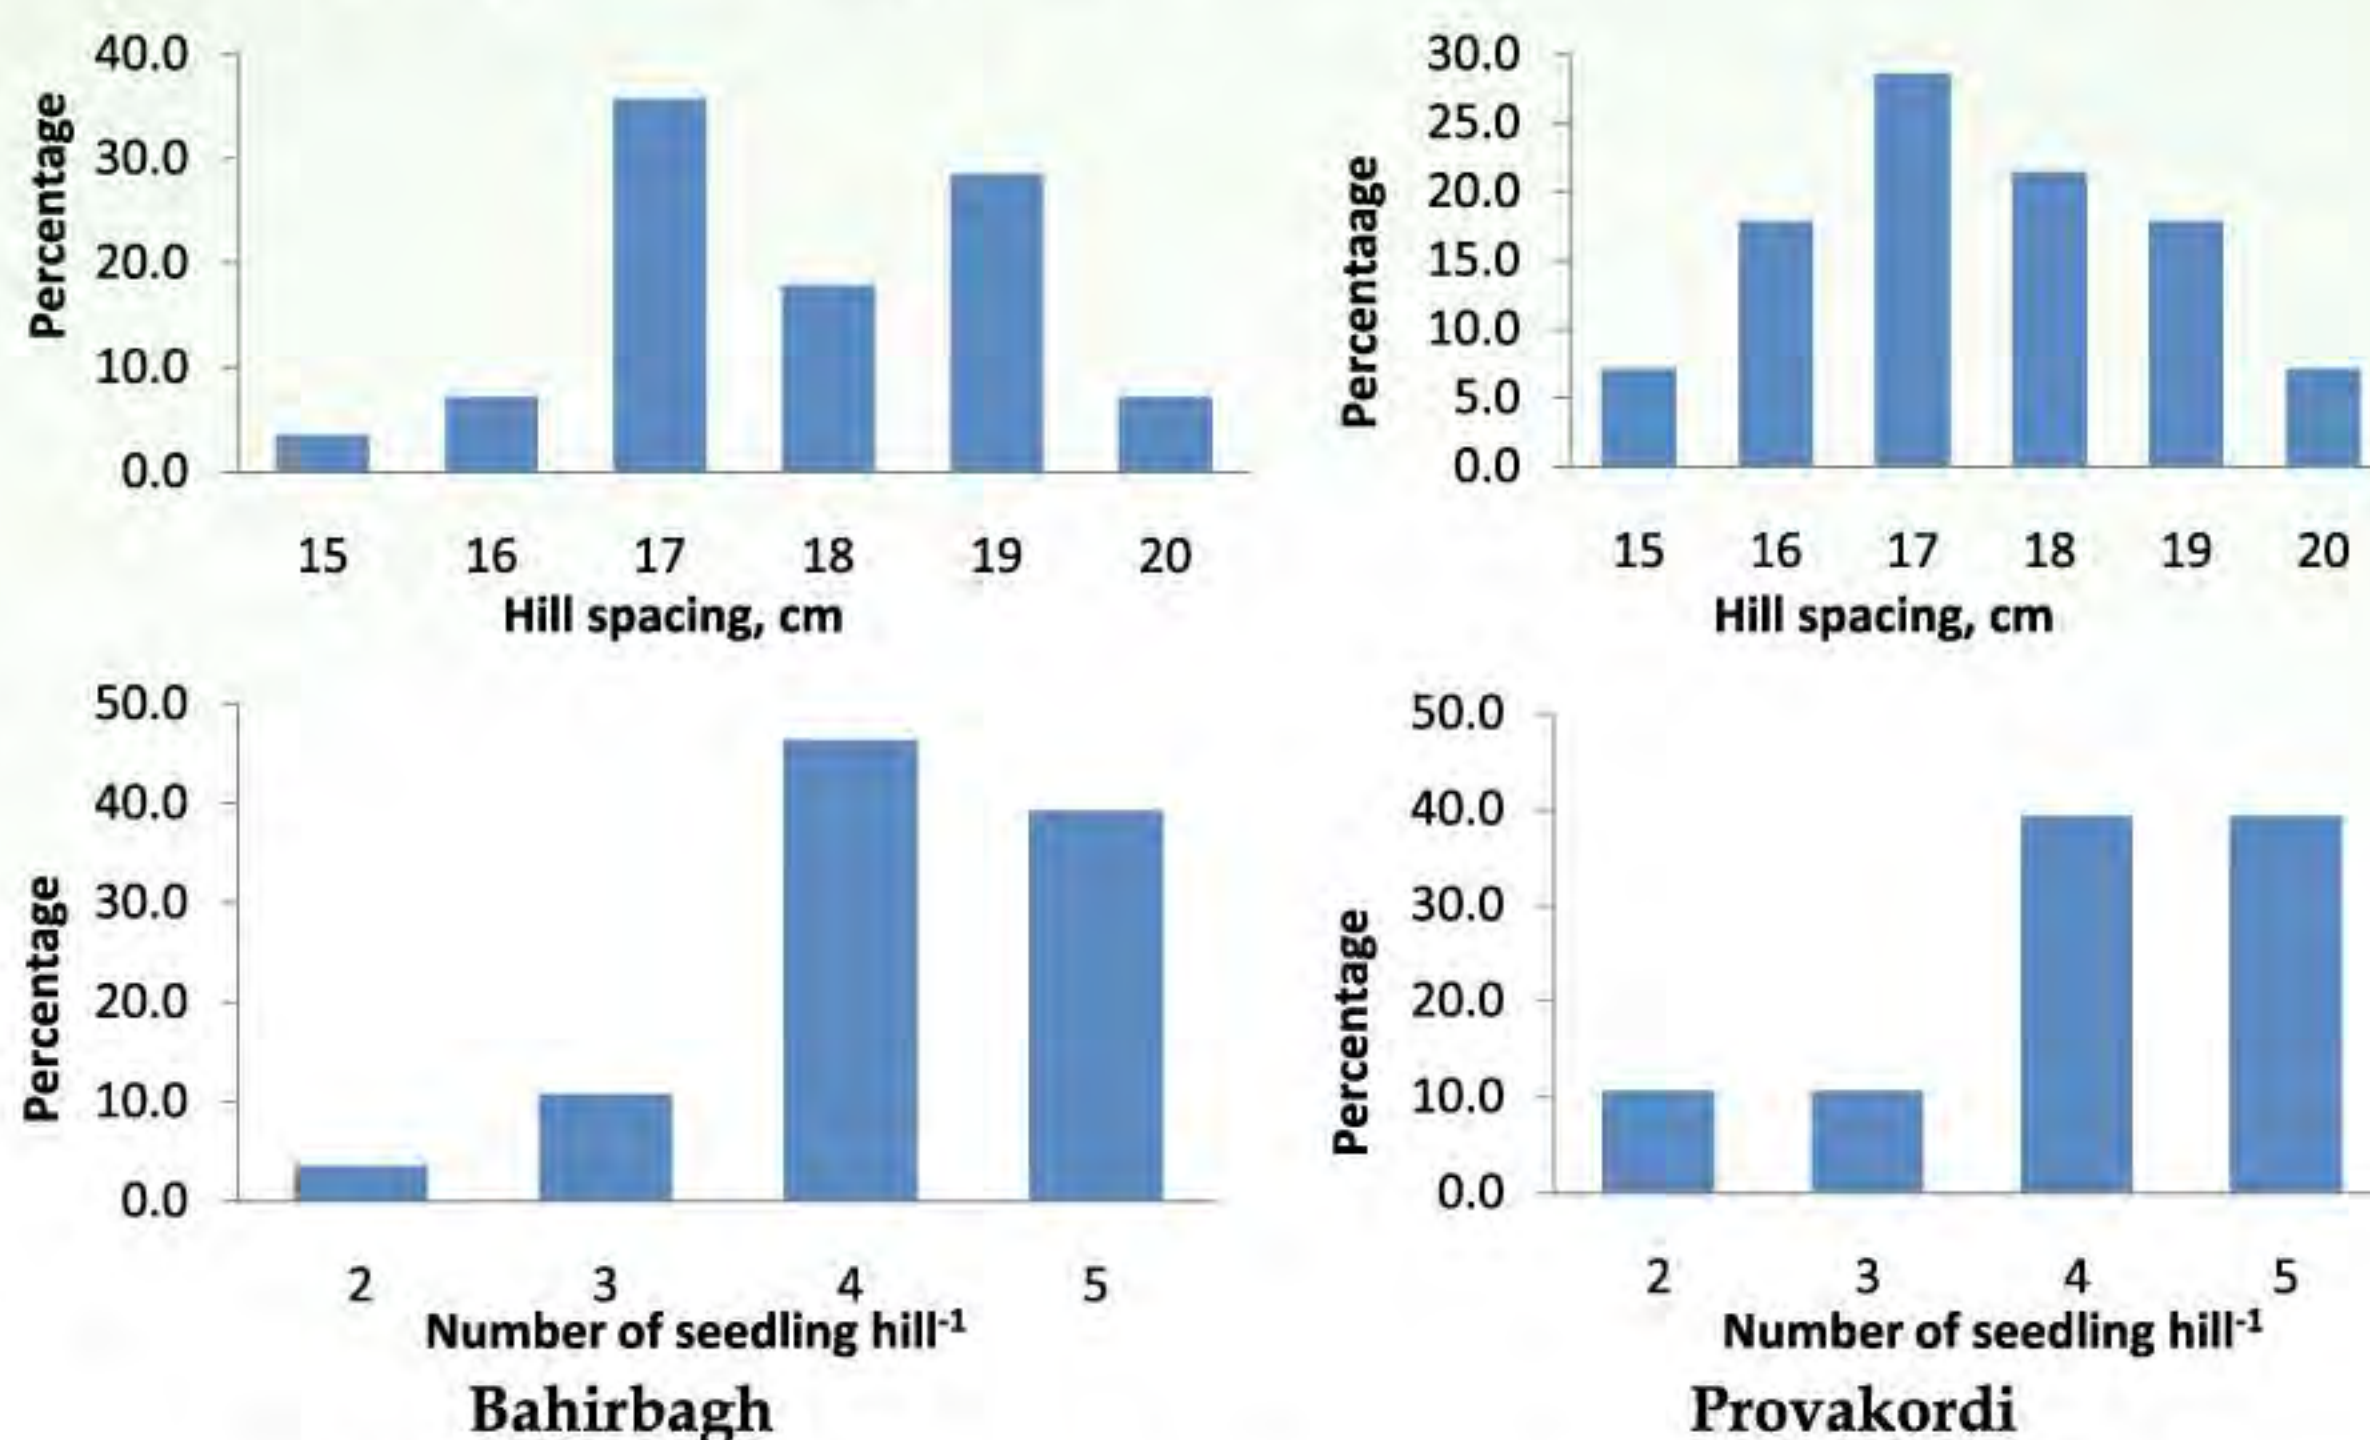 Percentage
40.0
30.0
20.0
10.0
0.0
15 16 17 18 19 20
Hill spacing, cm
Percentaage
30.0
25.0
20.0
15.0
10.0
5.0
0.0
15 16 17 18 19 20
Hill spacing, cm
Percentage
50.0
40.0
30.0
20.0
10.0
0.0
2 3 4 5
Number of seedling hill-1
Bahirbagh
Percentage
50.0
40.0
30.0
20.0
10.0
0.0
2 3 4 5
Number of seedling hill-1
Provakordi